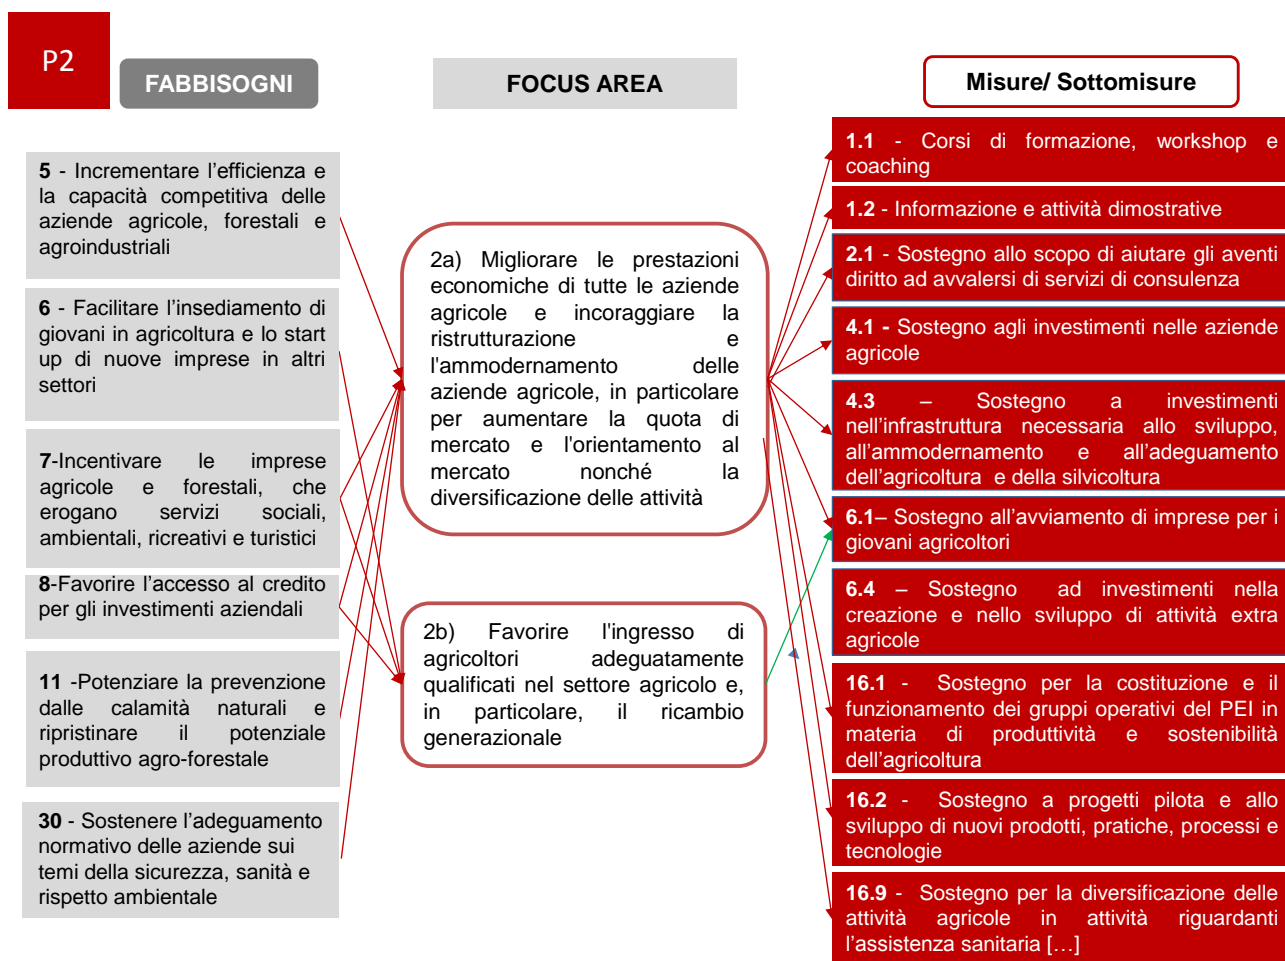 P2
FABBISOGNI
FOCUS AREA
Misure/ Sottomisure
5 - Incrementare l'efficienza e
la capacità competitiva delle
aziende agricole, forestali e
agroindustriali
6 - Facilitare l'insediamento di
giovani in agricoltura e lo start
up di nuove imprese in altri
settori
7-Incentivare le imprese
agricole e forestali, che
erogano servizi sociali,
ambientali, ricreativi e turistici
8-Favorire l'accesso al credito
per gli investimenti aziendali
11 -Potenziare la prevenzione
dalle calamità naturali e
ripristinare il potenziale
produttivo agro-forestale
30 - Sostenere l'adeguamento
normativo delle aziende sui
temi della sicurezza, sanità e
rispetto ambientale
2a) Migliorare le prestazioni
economiche di tutte le aziende
agricole e incoraggiare la
ristrutturazione e
l'ammodernamento delle
aziende agricole, in particolare
per aumentare la quota di
mercato e l'orientamento al
mercato nonché la
diversificazione delle attività
2b) Favorire l'ingresso di
agricoltori adeguatamente
qualificati nel settore agricolo e,
in particolare, il ricambio
generazionale
1.1 - Corsi di formazione, workshop e
coaching
1.2 - Informazione e attività dimostrative
2.1 - Sostegno allo scopo di aiutare gli aventi
diritto ad avvalersi di servizi di consulenza
4.1 - Sostegno agli investimenti nelle aziende
agricole
4.3 – Sostegno a investimenti
nell'infrastruttura necessaria allo sviluppo,
all'ammodernamento e all'adeguamento
dell'agricoltura e della silvicoltura
6.1– Sostegno all'avviamento di imprese per i
giovani agricoltori
6.4 – Sostegno ad investimenti nella
creazione e nello sviluppo di attività extra
agricole
16.1 - Sostegno per la costituzione e il
funzionamento dei gruppi operativi del PEI in
materia di produttività e sostenibilità
dell'agricoltura
16.2 - Sostegno a progetti pilota e allo
sviluppo di nuovi prodotti, pratiche, processi e
tecnologie
16.9 - Sostegno per la diversificazione delle
attività agricole in attività riguardanti
l'assistenza sanitaria […]